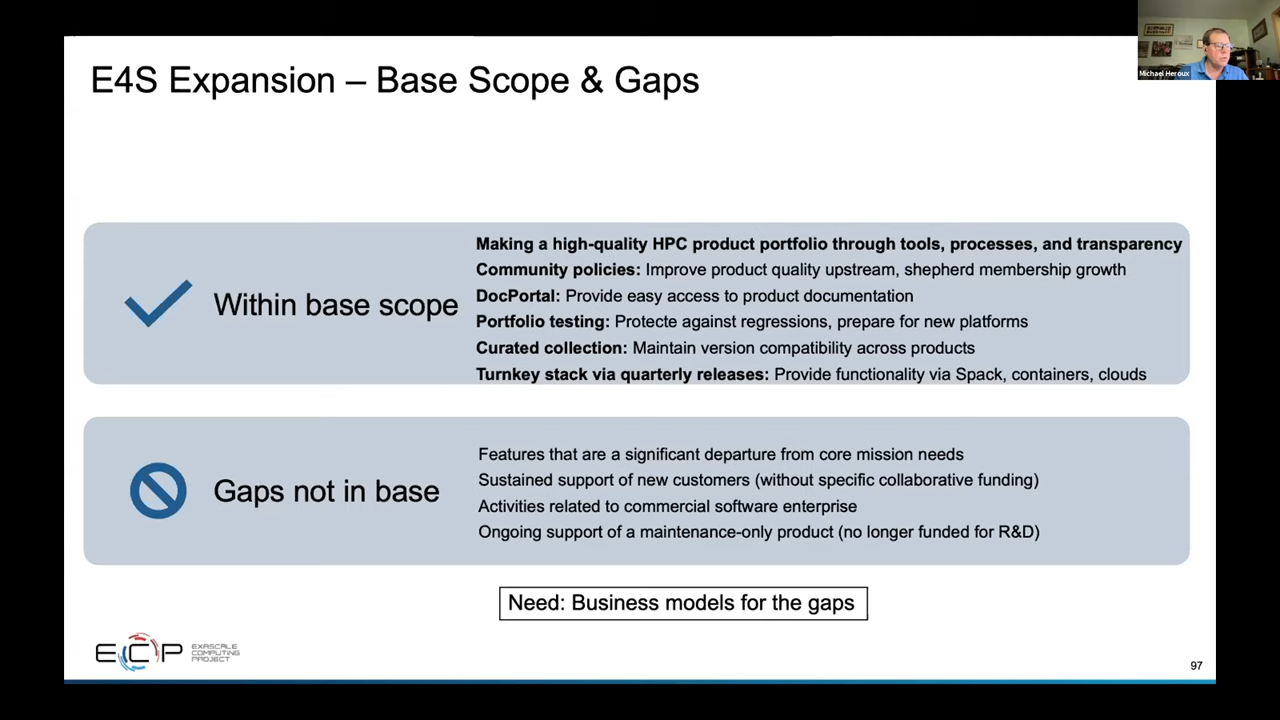 Michael Heroux
E4S Expansion – Base Scope & Gaps
Within base scope
Making a high-quality HPC product portfolio through tools, processes, and transparency
Community policies: Improve product quality upstream, shepherd membership growth
DocPortal: Provide easy access to product documentation
Portfolio testing: Protecte against regressions, prepare for new platforms
Curated collection: Maintain version compatibility across products
Turnkey stack via quarterly releases: Provide functionality via Spack, containers, clouds
Gaps not in base
Features that are a significant departure from core mission needs
Sustained support of new customers (without specific collaborative funding)
Activities related to commercial software enterprise
Ongoing support of a maintenance-only product (no longer funded for R&D)
Need: Business models for the gaps
ECP
EXASCALE
COMPUTING
PROJECT
97